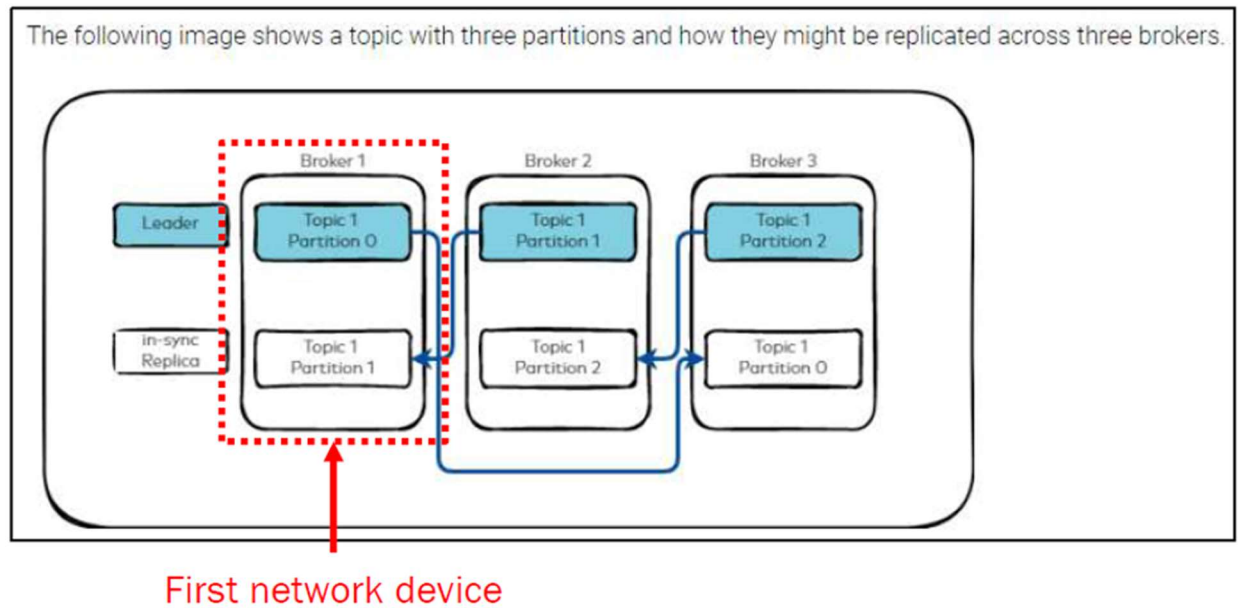 The following image shows a topic with three partitions and how they might be replicated across three brokers.
Broker 1
Broker 2
Broker 3
Leader
Topic 1
Partition 0
Topic 1
Partition 1
Topic 1
Partition 2
in-sync
Replica
Topic 1
Partition 1
Topic 1
Partition 2
Topic 1
Partition 0
First network device